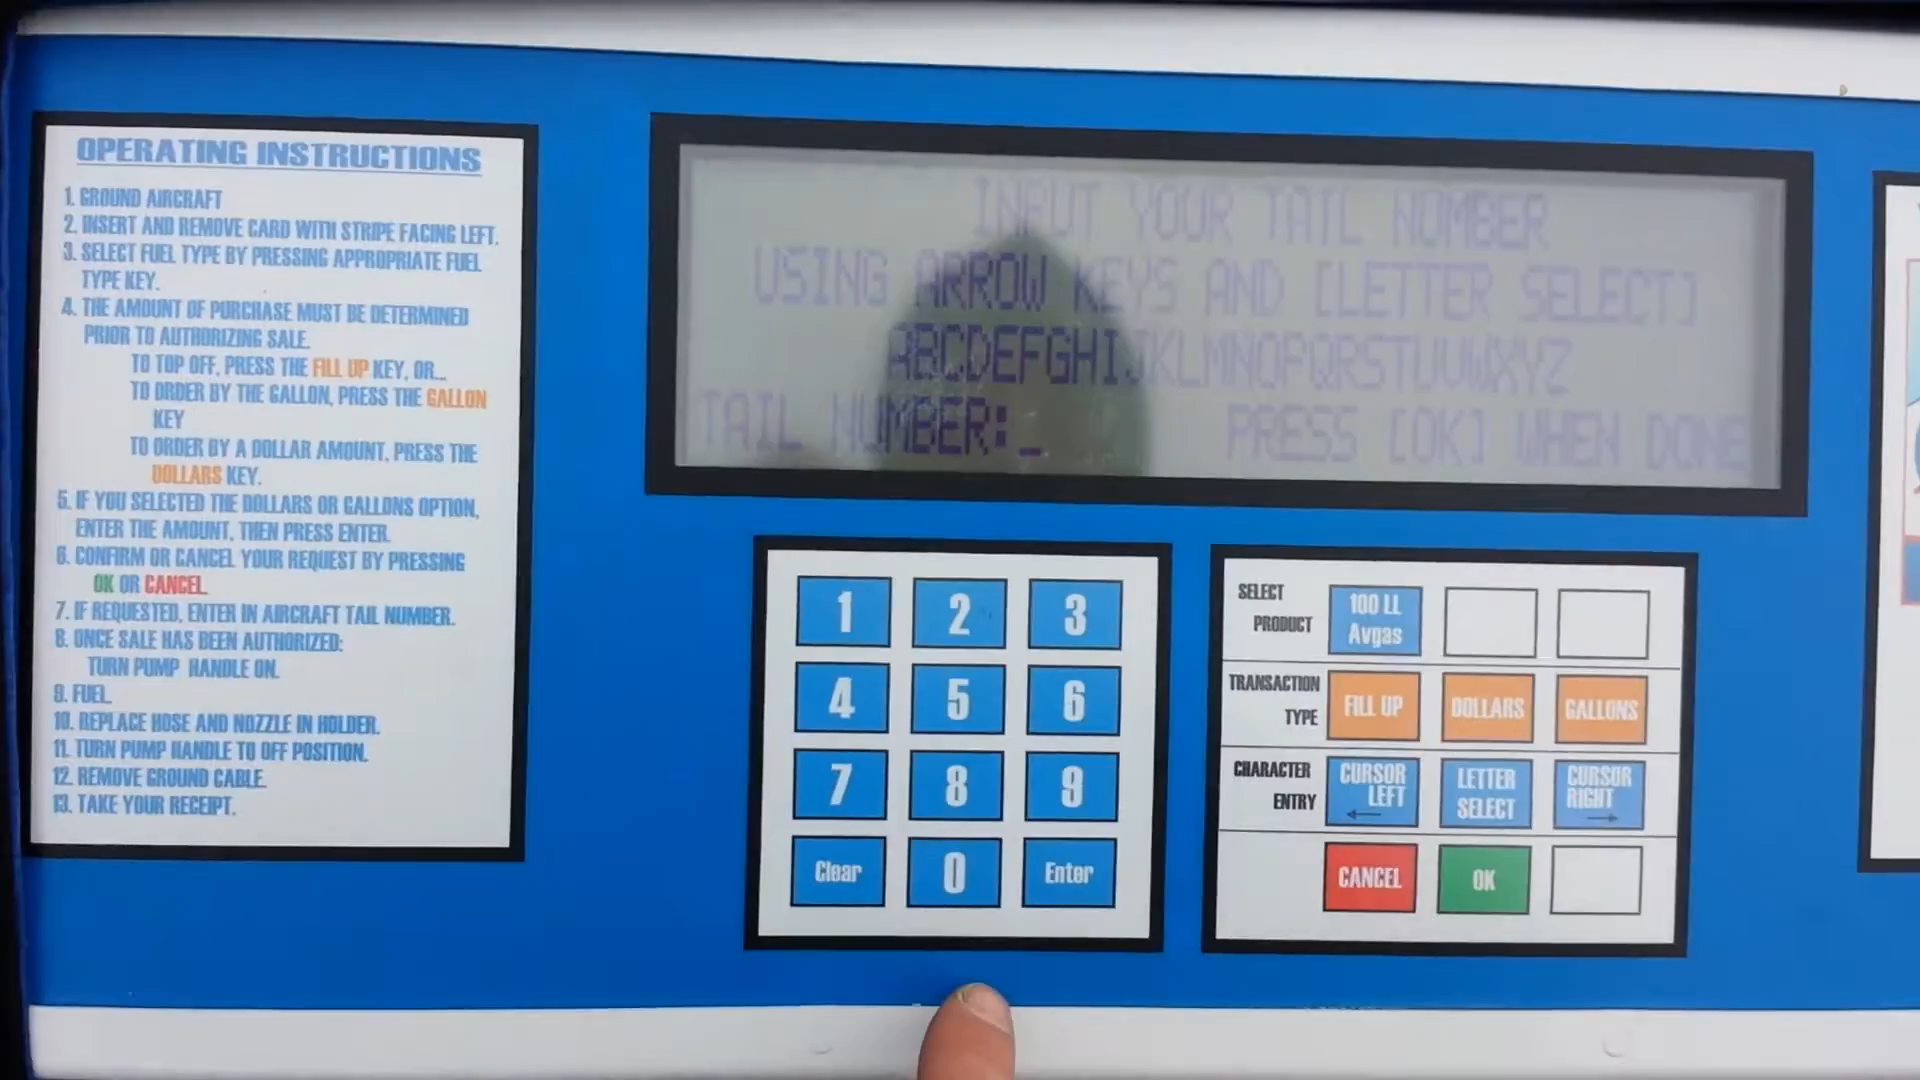 OPERATING INSTRUCTIONS
1. GROUND AIRCRAFT
2. INSERT AND REMOVE CARD WITH STRIPE FACING LEFT.
3. SELECT FUEL TYPE BY PRESSING APPROPRIATE FUEL
TYPE KEY.
4. THE AMOUNT OF PURCHASE MUST BE DETERMINED
PRIOR TO AUTHORIZING SALE.
TO TOP OFF, PRESS THE FILL UP KEY, OR...
TO ORDER BY THE GALLON, PRESS THE GALLON
KEY
TO ORDER BY A DOLLAR AMOUNT, PRESS THE
DOLLARS KEY.
5. IF YOU SELECTED THE DOLLARS OR GALLONS OPTION,
ENTER THE AMOUNT, THEN PRESS ENTER.
6. CONFIRM OR CANCEL YOUR REQUEST BY PRESSING
OK OR CANCEL.
7. IF REQUESTED, ENTER IN AIRCRAFT TAIL NUMBER.
8. ONCE SALE HAS BEEN AUTHORIZED:
TURN PUMP HANDLE ON.
9. FUEL.
10. REPLACE HOSE AND NOZZLE IN HOLDER.
11. TURN PUMP HANDLE TO OFF POSITION.
12. REMOVE GROUND CABLE.
13. TAKE YOUR RECEIPT.
INPUT YOUR TAIL NUMBER
USING ARROW KEYS AND [LETTER SELECT]
ABCDEFGHIJKLMNOPQRSTUVWXYZ
TAIL NUMBER:_ PRESS [OK] WHEN DONE
1 2 3
4 5 6
7 8 9
Clear 0 Enter
SELECT
PRODUCT
100 LL
Avgas
TRANSACTION
TYPE
FILL UP DOLLARS GALLONS
CHARACTER
ENTRY
CURSOR
LEFT
←
LETTER
SELECT
CURSOR
RIGHT
→
CANCEL OK